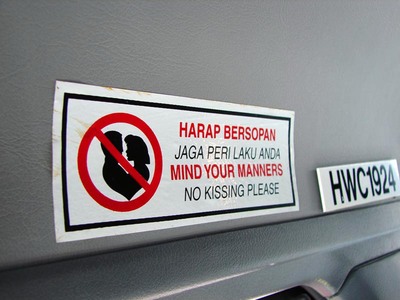 HARAP BERSOPAN
JAGA PERI LAKU ANDA
MIND YOUR MANNERS
NO KISSING PLEASE
HWC1924